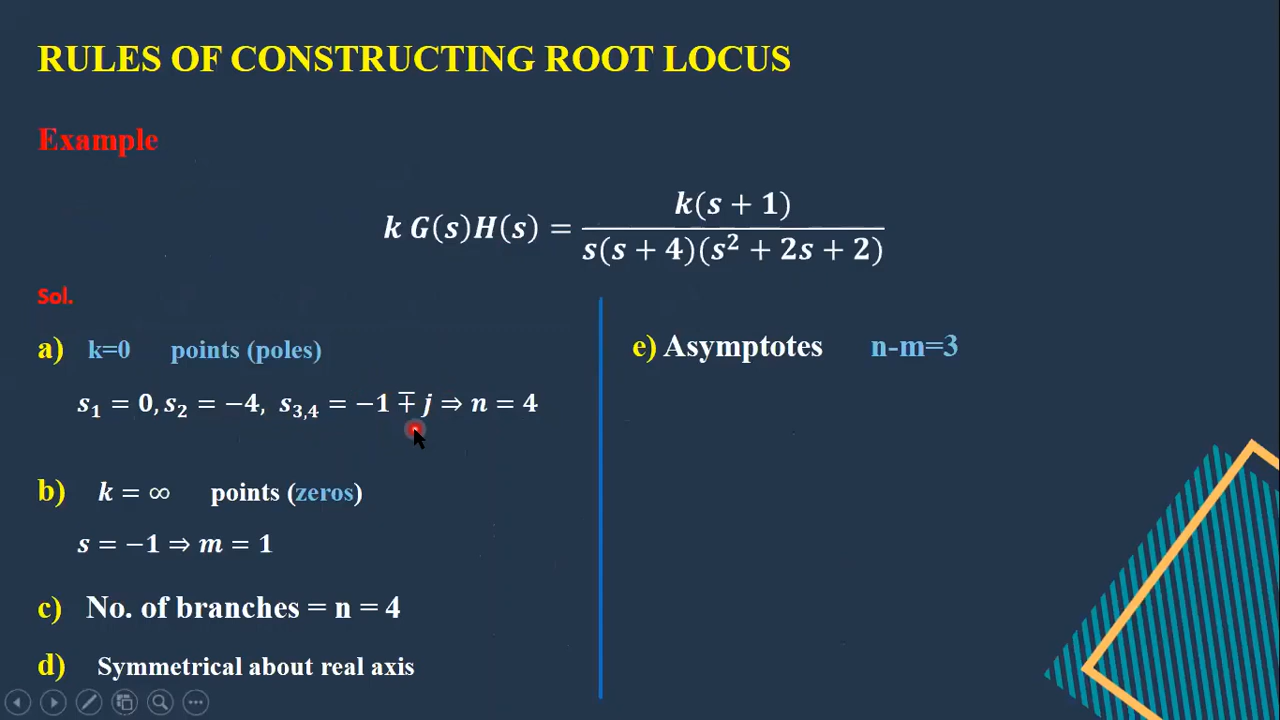 RULES OF CONSTRUCTING ROOT LOCUS
Example
k G(s)H(s) = k(s + 1) / s(s + 4)(s² + 2s + 2)
Sol.
a) k=0 points (poles)
s₁ = 0, s₂ = −4, s₃,₄ = −1 ∓ j ⇒ n = 4
b) k = ∞ points (zeros)
s = −1 ⇒ m = 1
c) No. of branches = n = 4
d) Symmetrical about real axis
e) Asymptotes n-m=3